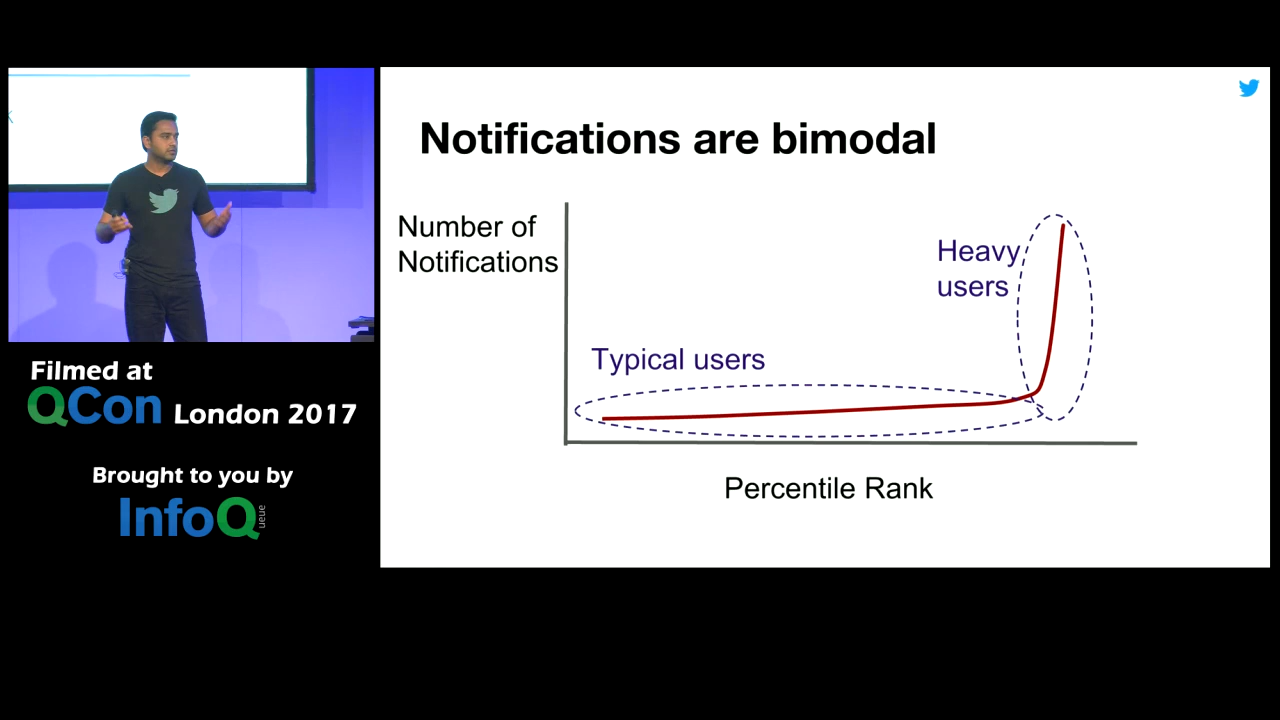 Notifications are bimodal
Number of
Notifications
Heavy
users
Typical users
Percentile Rank
Filmed at
QCon London 2017
Brought to you by
InfoQ
ueue